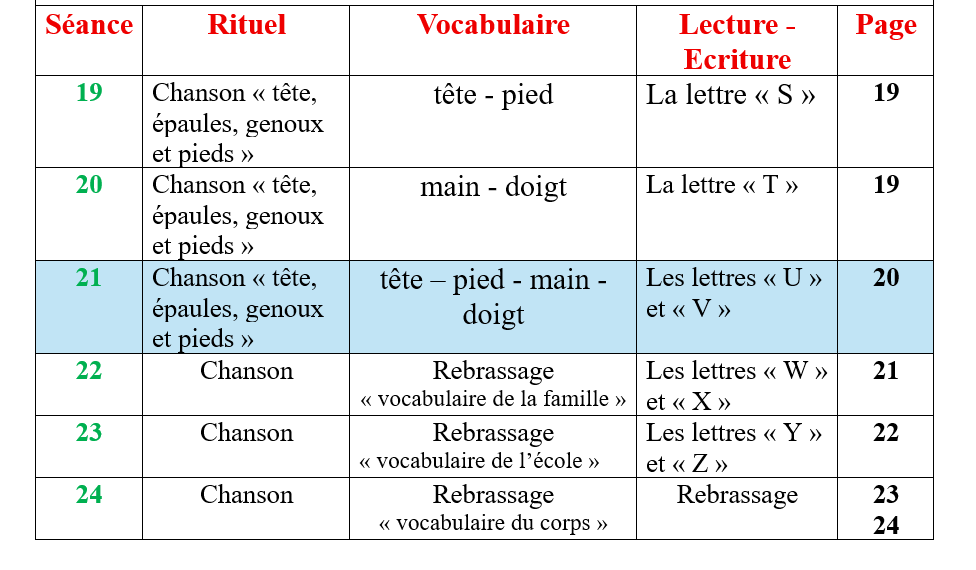 Séance Rituel Vocabulaire Lecture -
Ecriture Page
19 Chanson « tête, tête - pied La lettre « S » 19
épaules, genoux
et pieds »
20 Chanson « tête, main - doigt La lettre « T » 19
épaules, genoux
et pieds »
21 Chanson « tête, tête – pied - main - Les lettres « U » 20
épaules, genoux doigt et « V »
et pieds »
22 Chanson Rebrassage Les lettres « W » 21
« vocabulaire de la famille » et « X »
23 Chanson Rebrassage Les lettres « Y » 22
« vocabulaire de l’école » et « Z »
24 Chanson Rebrassage Rebrassage 23
« vocabulaire du corps » 24